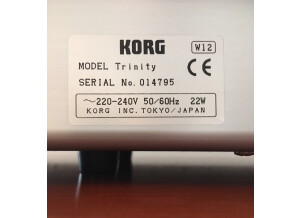 KORG W12
MODEL Trinity CE
SERIAL No. 014795
~220-240V 50/60Hz 22W
KORG INC. TOKYO/JAPAN